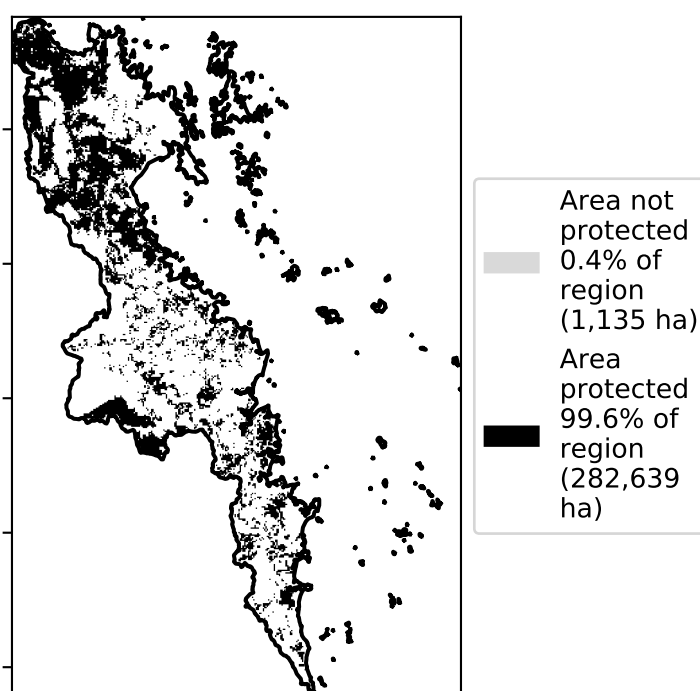 Area not
protected
0.4% of
region
(1,135 ha)
Area
protected
99.6% of
region
(282,639
ha)